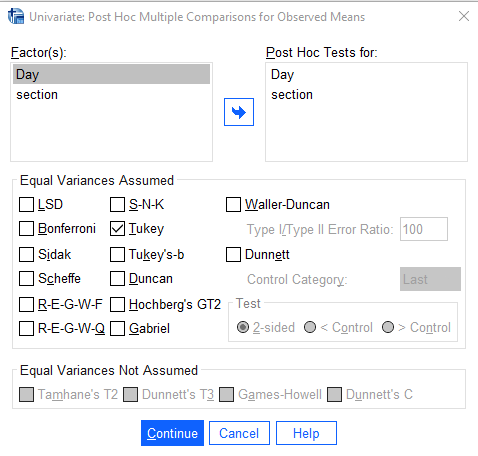 Univariate: Post Hoc Multiple Comparisons for Observed Means
Factor(s):
Day
section
Post Hoc Tests for:
Day
section
Equal Variances Assumed
LSD
S-N-K
Waller-Duncan
Bonferroni
Tukey
Type I/Type II Error Ratio: 100
Sidak
Tukey's-b
Dunnett
Scheffe
Duncan
Control Category: Last
R-E-G-W-F
Hochberg's GT2
Test
R-E-G-W-Q
Gabriel
2-sided < Control > Control
Equal Variances Not Assumed
Tamhane's T2 Dunnett's T3 Games-Howell Dunnett's C
Continue Cancel Help